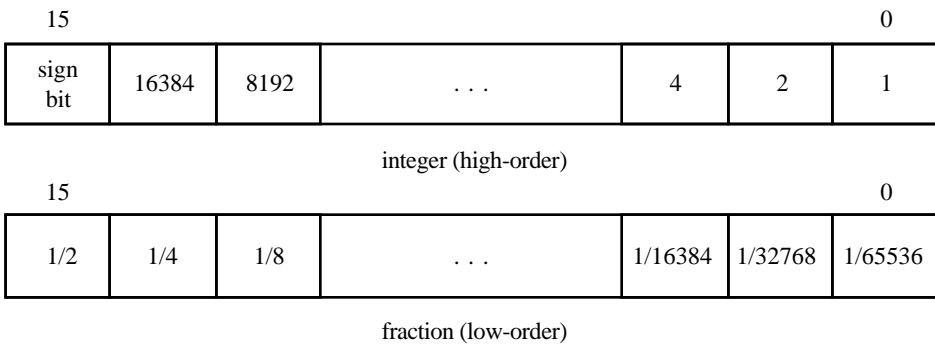 15 0
sign bit 16384 8192 . . . 4 2 1
integer (high-order)
15 0
1/2 1/4 1/8 . . . 1/16384 1/32768 1/65536
fraction (low-order)